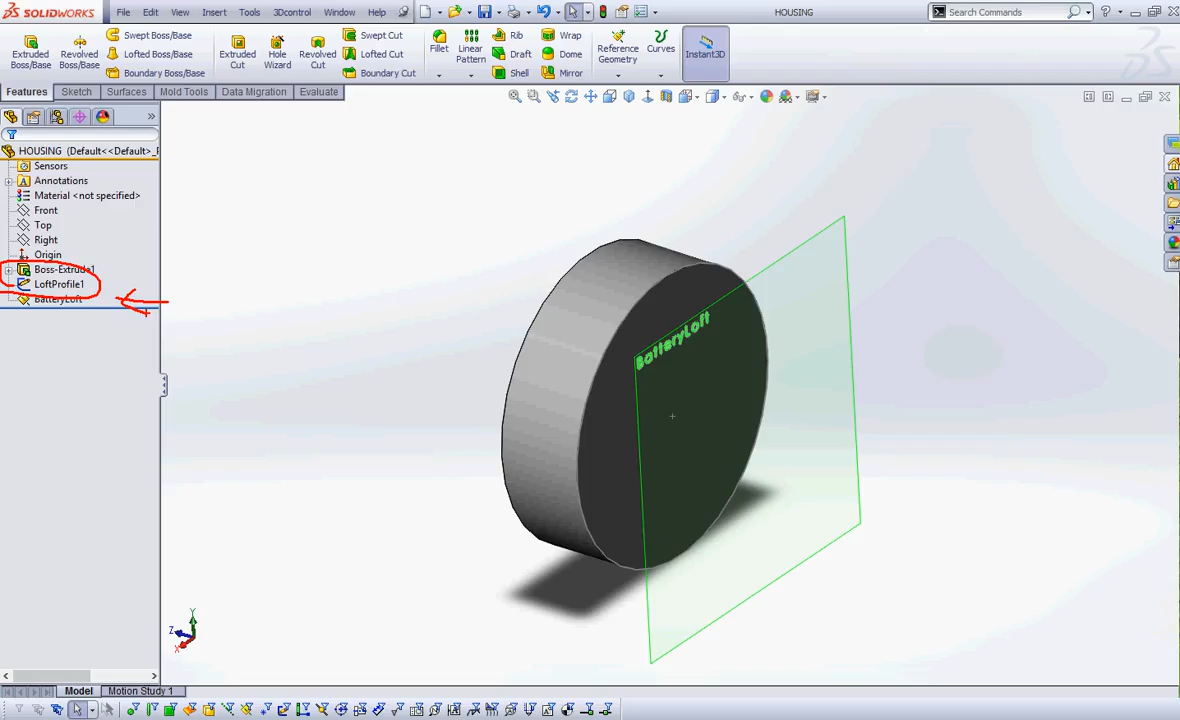 SOLIDWORKS File Edit View Insert Tools 3Dcontrol Window Help HOUSING Search Commands
Extruded Boss/Base
Revolved Boss/Base
Swept Boss/Base
Lofted Boss/Base
Boundary Boss/Base
Extruded Cut
Hole Wizard
Revolved Cut
Swept Cut
Lofted Cut
Boundary Cut
Fillet
Linear Pattern
Rib
Draft
Shell
Wrap
Dome
Mirror
Reference Geometry
Curves
Instant3D
Features Sketch Surfaces Mold Tools Data Migration Evaluate
HOUSING (Default<<Default>_
Sensors
Annotations
Material <not specified>
Front
Top
Right
Origin
Boss-Extrude1
LoftProfile1
BatteryLoft
BatteryLoft
Y
Z
X
Model Motion Study 1